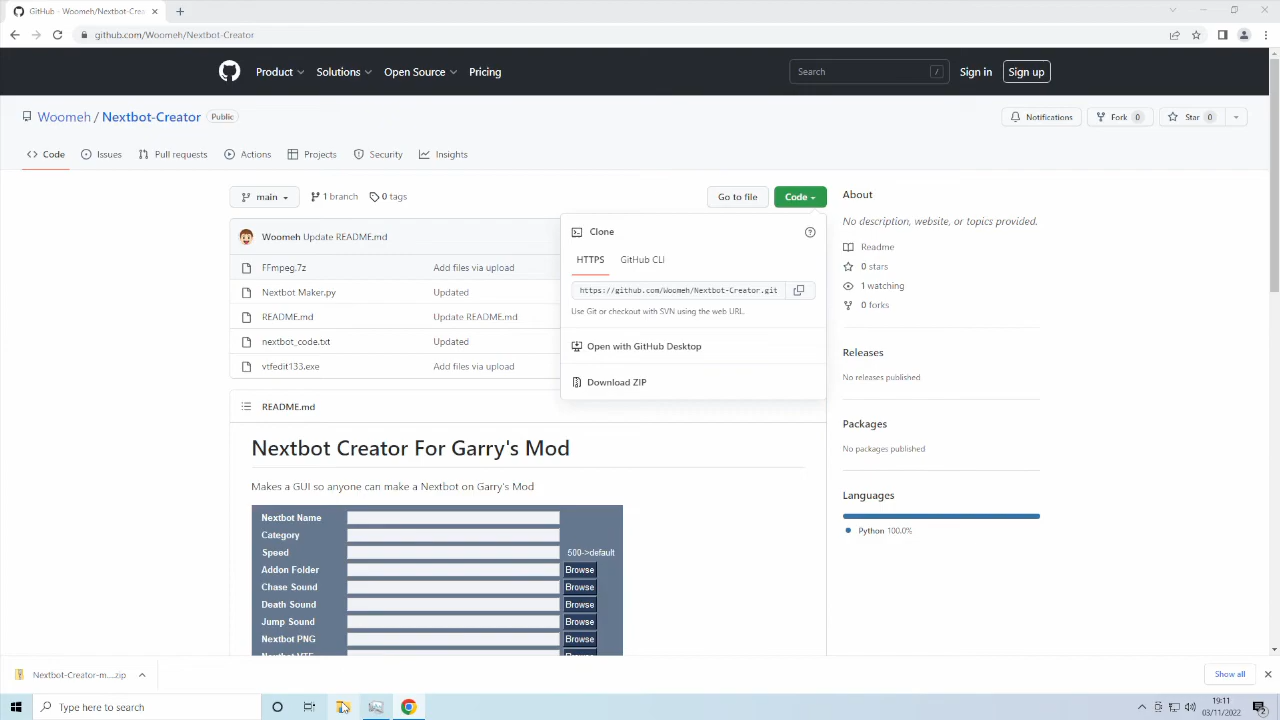 GitHub - Woomeh/Nextbot-Crea
github.com/Woomeh/Nextbot-Creator
Product Solutions Open Source Pricing
Search /
Sign in Sign up
Woomeh / Nextbot-Creator Public
Notifications Fork 0 Star 0
Code Issues Pull requests Actions Projects Security Insights
main 1 branch 0 tags
Go to file Code
Woomeh Update README.md
FFmpeg.7z Add files via upload
Nextbot Maker.py Updated
README.md Update README.md
nextbot_code.txt Updated
vtfedit133.exe Add files via upload
Clone
HTTPS GitHub CLI
https://github.com/Woomeh/Nextbot-Creator.git
Use Git or checkout with SVN using the web URL.
Open with GitHub Desktop
Download ZIP
README.md
Nextbot Creator For Garry's Mod
Makes a GUI so anyone can make a Nextbot on Garry's Mod
Nextbot Name
Category
Speed 500->default
Addon Folder Browse
Chase Sound Browse
Death Sound Browse
Jump Sound Browse
Nextbot PNG Browse
About
No description, website, or topics provided.
Readme
0 stars
1 watching
0 forks
Releases
No releases published
Packages
No packages published
Languages
Python 100.0%
Nextbot-Creator-m....zip
Show all
Type here to search
19:11
03/11/2022
2